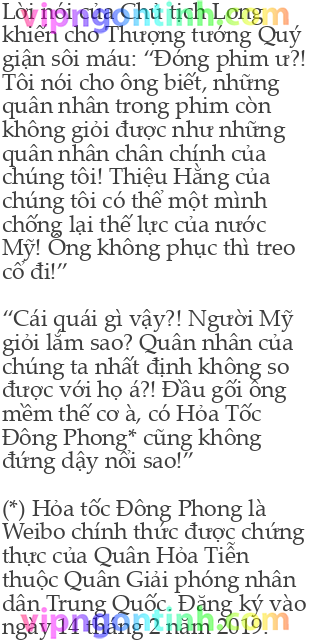 Lời nói của Chủ tịch Long
khiến cho Thượng tướng Quý
giận sôi máu: “Đóng phim ư?!
Tôi nói cho ông biết, những
quân nhân trong phim còn
không giỏi được như những
quân nhân chân chính của
chúng tôi! Thiệu Hằng của
chúng tôi có thể một mình
chống lại thế lực của nước
Mỹ! Ông không phục thì treo
cổ đi!”
“Cái quái gì vậy?! Người Mỹ
giỏi lắm sao? Quân nhân của
chúng ta nhất định không so
được với họ á?! Đầu gối ông
mềm thế cơ à, có Hỏa Tốc
Đông Phong* cũng không
đứng dậy nổi sao!”
(*) Hỏa tốc Đông Phong là
Weibo chính thức được chứng
thực của Quân Hỏa Tiễn
thuộc Quân Giải phóng nhân
dân Trung Quốc. Đăng ký vào
ngày 14 tháng 2 năm 2019.
vipngontinh.com
vipngontinh.com